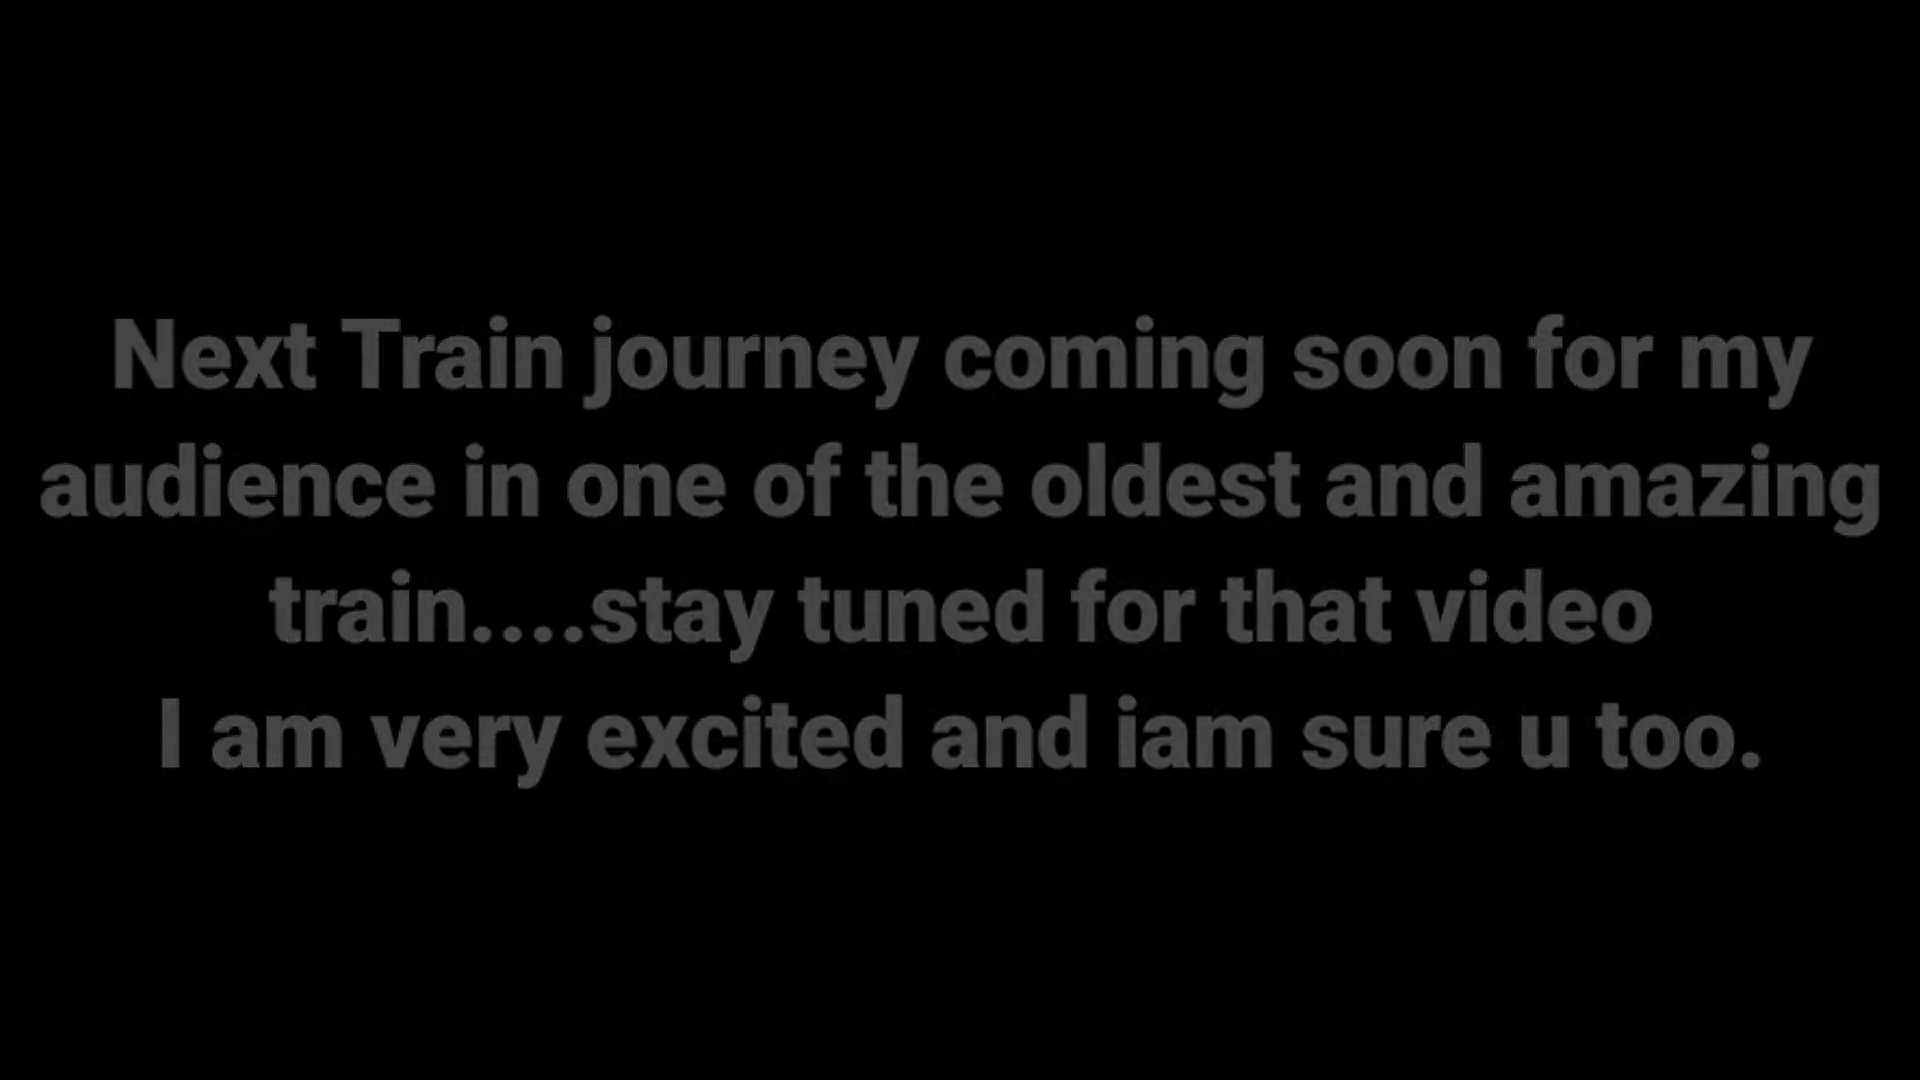 Next Train journey coming soon for my
audience in one of the oldest and amazing
train....stay tuned for that video
I am very excited and iam sure u too.